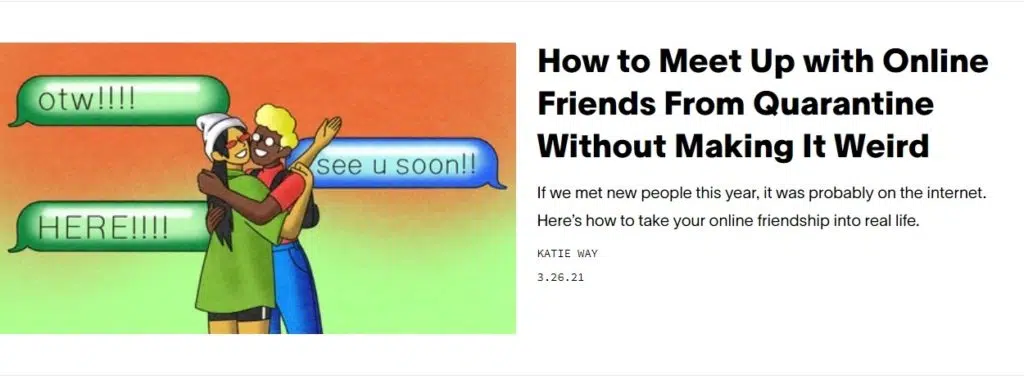 otw!!!!
see u soon!!
HERE!!!!
How to Meet Up with Online
Friends From Quarantine
Without Making It Weird
If we met new people this year, it was probably on the internet.
Here's how to take your online friendship into real life.
KATIE WAY
3.26.21